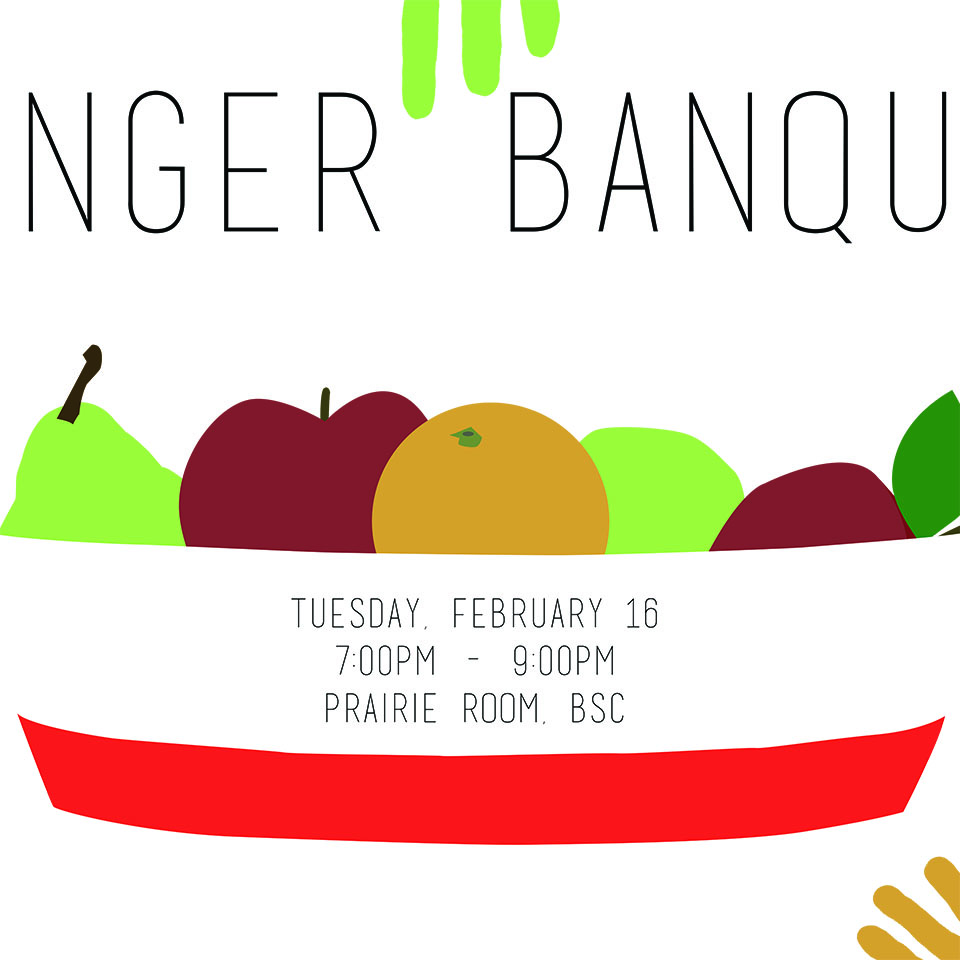 NGER BANQU
TUESDAY, FEBRUARY 16
7:00PM - 9:00PM
PRAIRIE ROOM, BSC